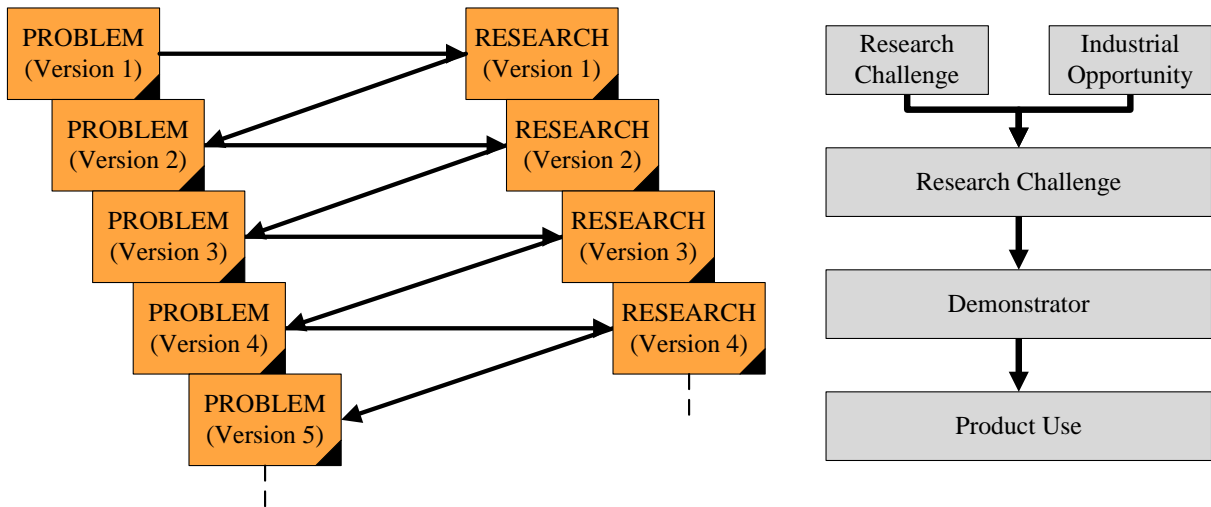 PROBLEM
(Version 1)
RESEARCH
(Version 1)
PROBLEM
(Version 2)
RESEARCH
(Version 2)
PROBLEM
(Version 3)
RESEARCH
(Version 3)
PROBLEM
(Version 4)
RESEARCH
(Version 4)
PROBLEM
(Version 5)
Research
Challenge
Industrial
Opportunity
Research Challenge
Demonstrator
Product Use